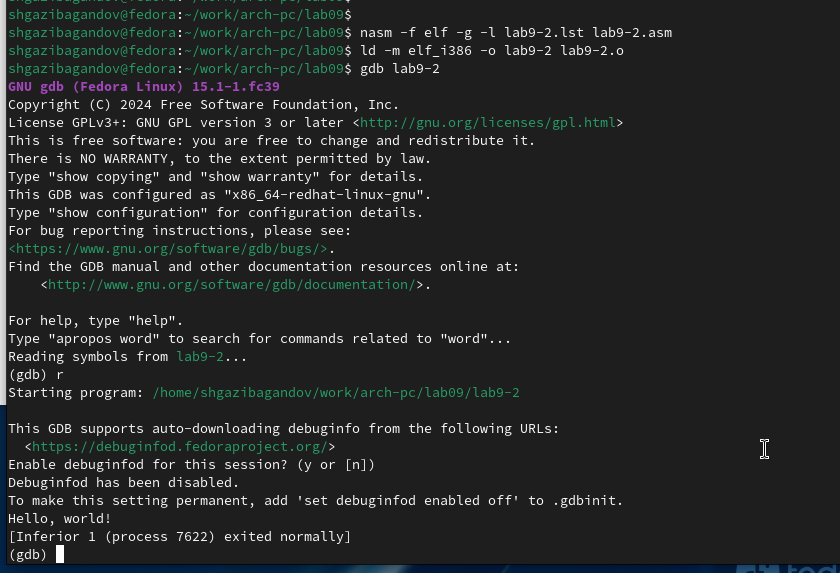 shgazibagandov@fedora:~/work/arch-pc/lab09$
shgazibagandov@fedora:~/work/arch-pc/lab09$ nasm -f elf -g -l lab9-2.lst lab9-2.asm
shgazibagandov@fedora:~/work/arch-pc/lab09$ ld -m elf_i386 -o lab9-2 lab9-2.o
shgazibagandov@fedora:~/work/arch-pc/lab09$ gdb lab9-2
GNU gdb (Fedora Linux) 15.1-1.fc39
Copyright (C) 2024 Free Software Foundation, Inc.
License GPLv3+: GNU GPL version 3 or later <http://gnu.org/licenses/gpl.html>
This is free software: you are free to change and redistribute it.
There is NO WARRANTY, to the extent permitted by law.
Type "show copying" and "show warranty" for details.
This GDB was configured as "x86_64-redhat-linux-gnu".
Type "show configuration" for configuration details.
For bug reporting instructions, please see:
<https://www.gnu.org/software/gdb/bugs/>.
Find the GDB manual and other documentation resources online at:
    <http://www.gnu.org/software/gdb/documentation/>.
For help, type "help".
Type "apropos word" to search for commands related to "word"...
Reading symbols from lab9-2...
(gdb) r
Starting program: /home/shgazibagandov/work/arch-pc/lab09/lab9-2
This GDB supports auto-downloading debuginfo from the following URLs:
  <https://debuginfod.fedoraproject.org/>
Enable debuginfod for this session? (y or [n])
Debuginfod has been disabled.
To make this setting permanent, add 'set debuginfod enabled off' to .gdbinit.
Hello, world!
[Inferior 1 (process 7622) exited normally]
(gdb)